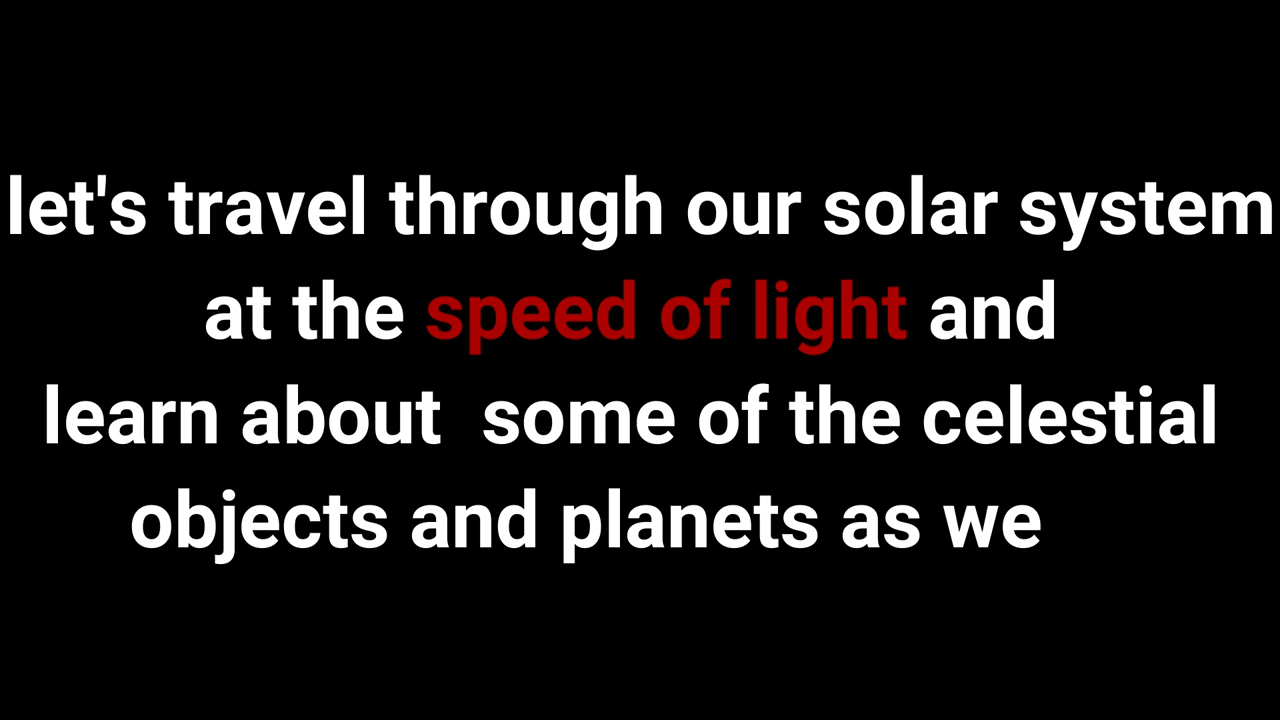 let's travel through our solar system
at the speed of light and
learn about  some of the celestial
objects and planets as we